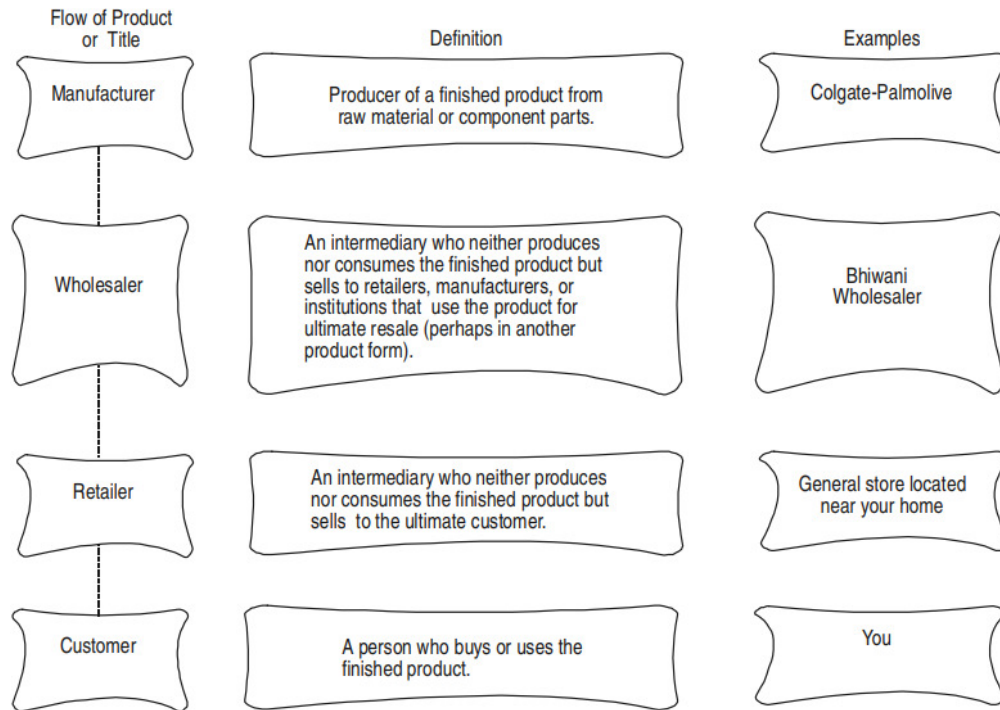 Flow of Product
or Title
Definition
Examples
Manufacturer
Producer of a finished product from
raw material or component parts.
Colgate-Palmolive
Wholesaler
An intermediary who neither produces
nor consumes the finished product but
sells to retailers, manufacturers, or
institutions that use the product for
ultimate resale (perhaps in another
product form).
Bhiwani
Wholesaler
Retailer
An intermediary who neither produces
nor consumes the finished product but
sells to the ultimate customer.
General store located
near your home
Customer
A person who buys or uses the
finished product.
You